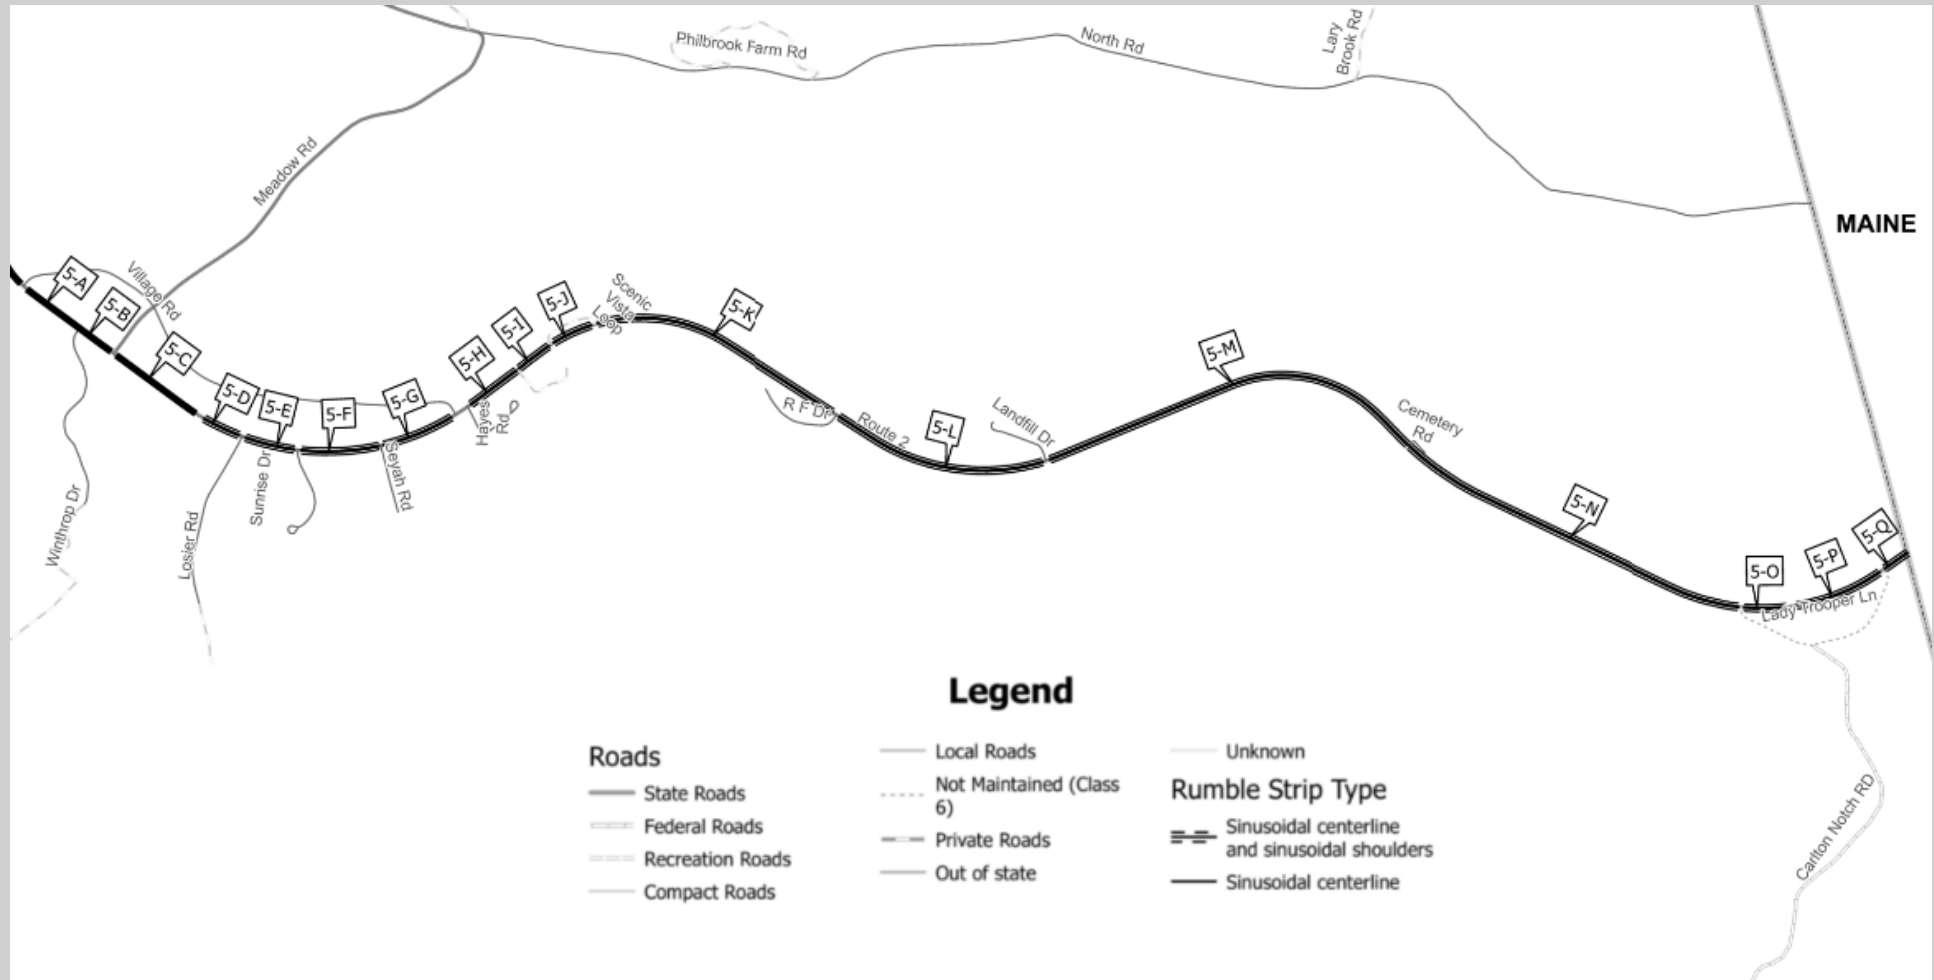 Philbrook Farm Rd
North Rd
Lary
Brook Rd
Meadow Rd
MAINE
Village Rd
5-A
5-B
5-C
5-D
5-E
5-F
5-G
5-H
5-I
5-J
Scenic
Vista
Loop
5-K
5-L
5-M
5-N
5-O
5-P
5-Q
Hayes
Rd
R F Dr
Route 2
Landfill Dr
Cemetery
Rd
Winthrop Dr
Losier Rd
Sunrise Dr
Seyah Rd
Lady Trooper Ln
Carlton Notch RD
Legend
Roads
State Roads
Federal Roads
Recreation Roads
Compact Roads
Local Roads
Not Maintained (Class
6)
Private Roads
Out of state
Unknown
Rumble Strip Type
Sinusoidal centerline
and sinusoidal shoulders
Sinusoidal centerline